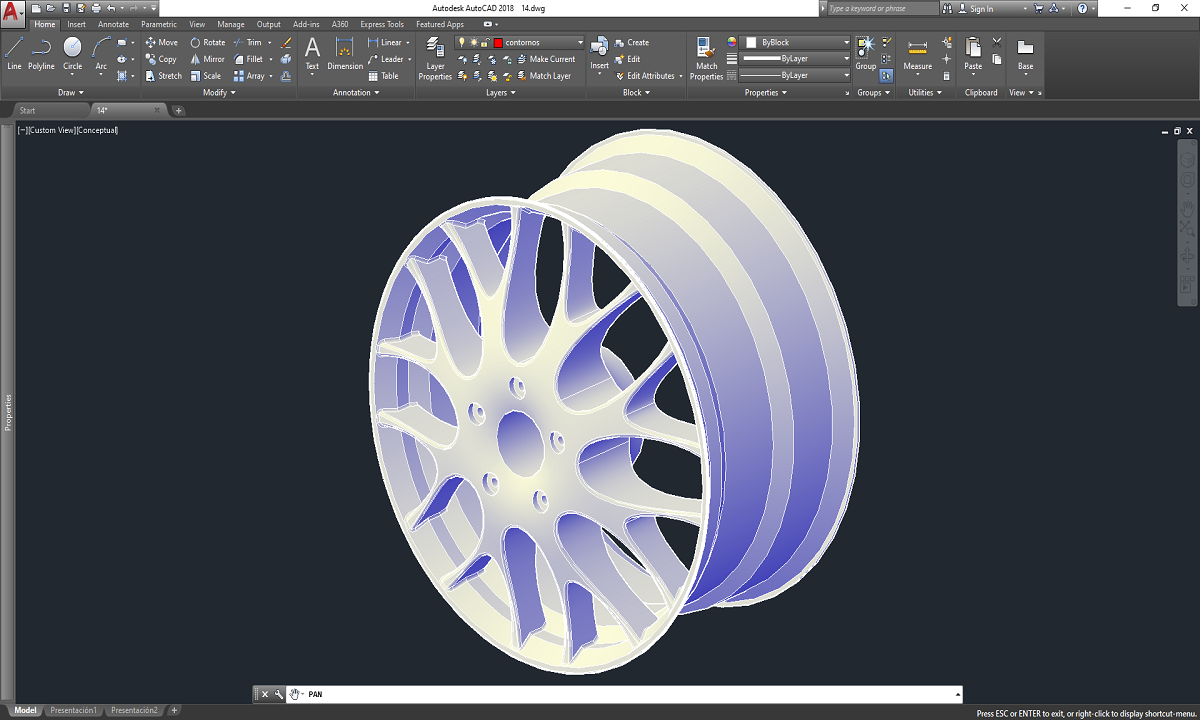 Autodesk AutoCAD 2018 14.dwg
Type a keyword or phrase
Sign In
Home Insert Annotate Parametric View Manage Output Add-ins A360 Express Tools Featured Apps
Line Polyline Circle Arc
Move Rotate Trim
Copy Mirror Fillet
Stretch Scale Array
Text Dimension
Linear
Leader
Table
Layer
Properties
contornos
Make Current
Match Layer
Insert
Create
Edit
Edit Attributes
Match
Properties
ByBlock
ByLayer
ByLayer
Group
Measure
Paste
Base
Draw Modify Annotation Layers Block Properties Groups Utilities Clipboard View
Start 14*
[−][Custom View][Conceptual]
Properties
PAN
Model Presentación1 Presentación2
Press ESC or ENTER to exit, or right-click to display shortcut-menu.